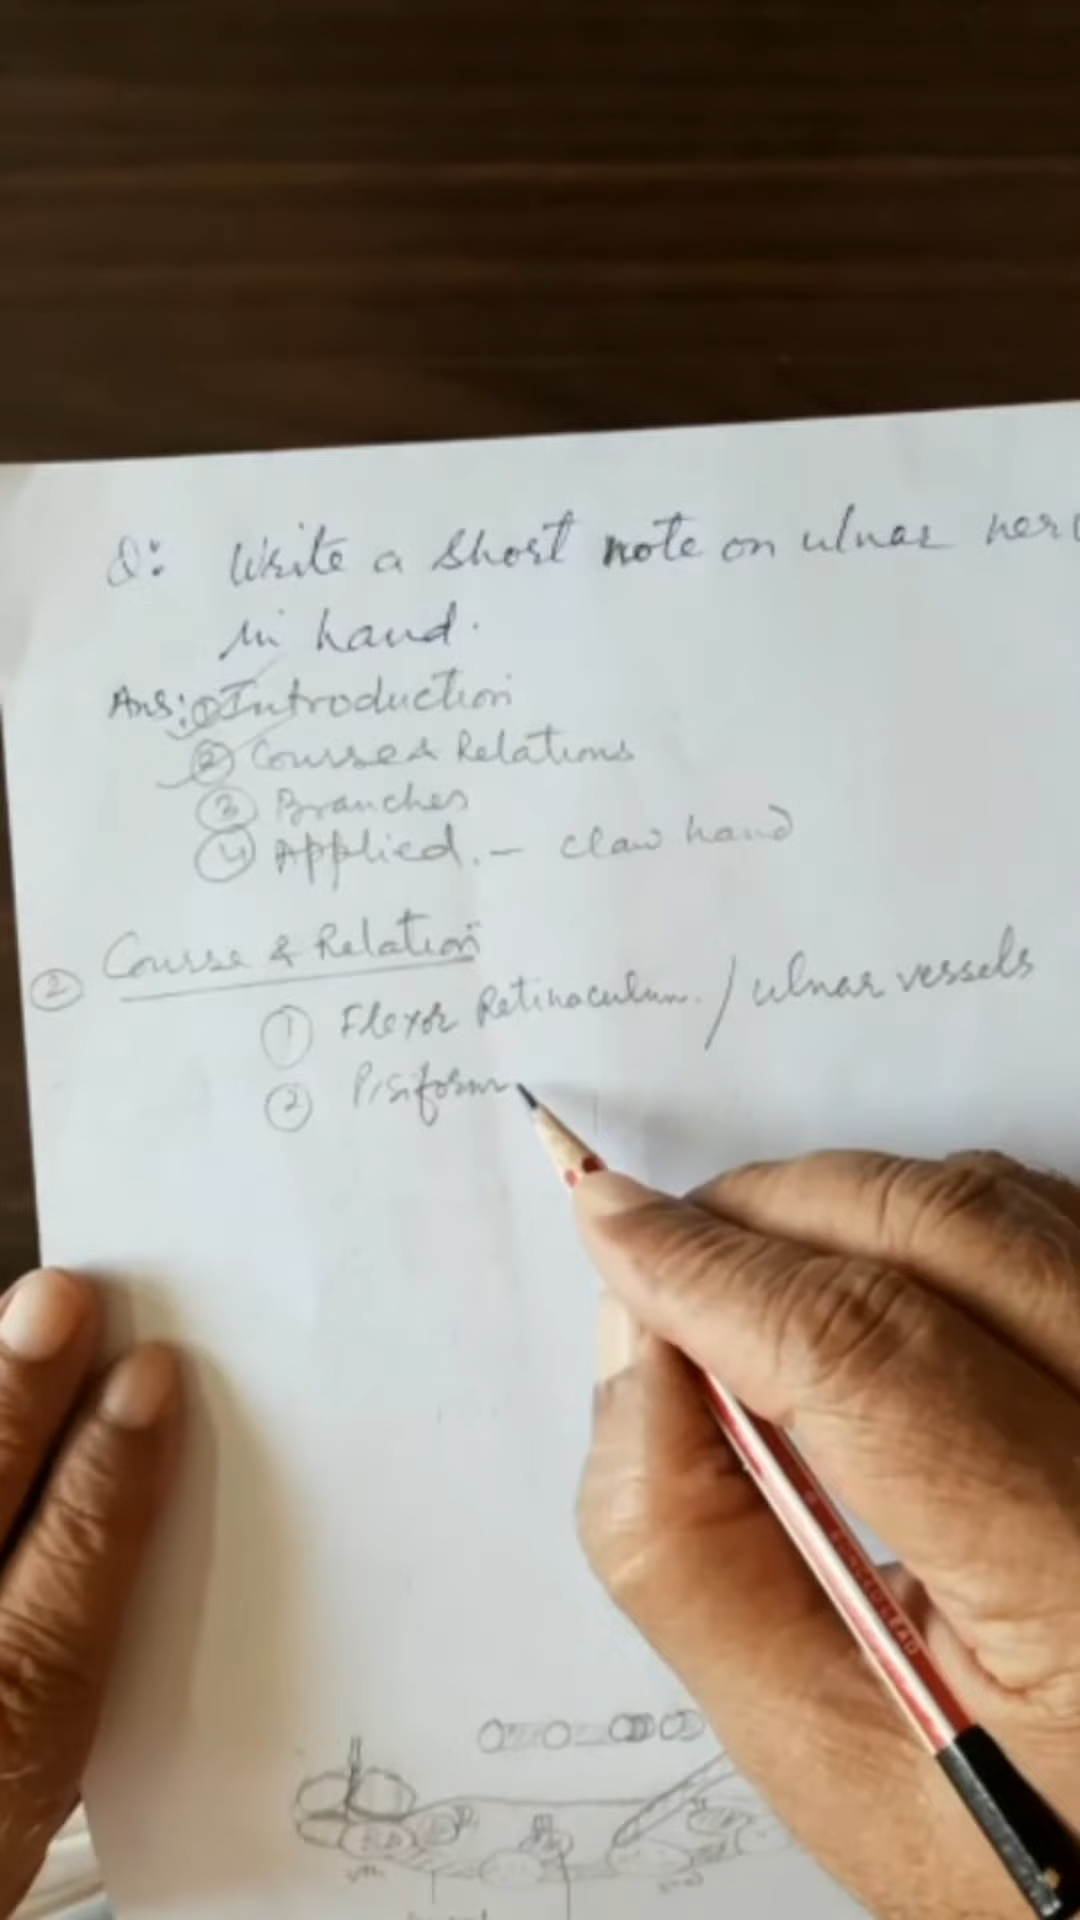 Q: Write a short note on ulnar ner
in hand.
Ans: ① Introduction
② Course & Relations
③ Branches
④ Applied. — claw hand
② Course & Relation
① Flexor Retinaculum. / ulnar vessels
② Pisiform